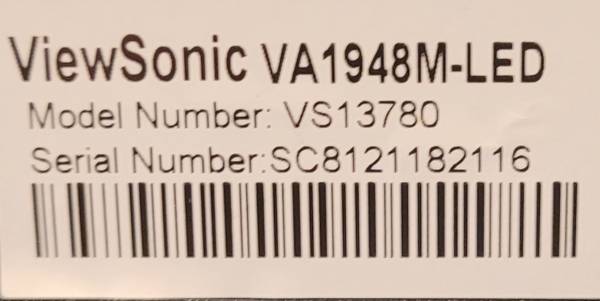 ViewSonic VA1948M-LED
Model Number: VS13780
Serial Number:SC8121182116